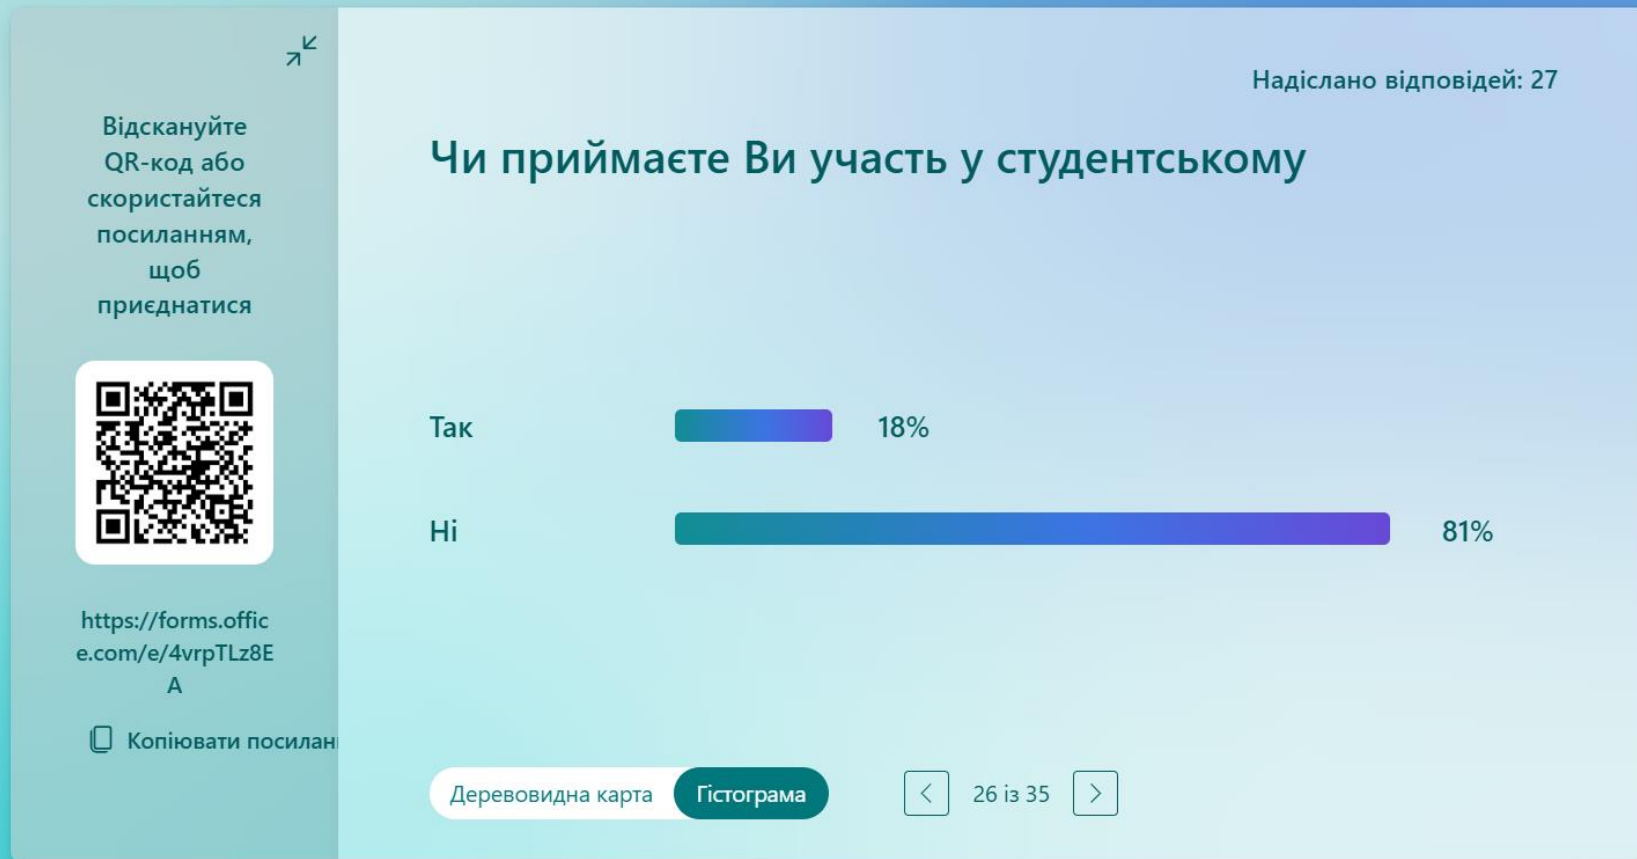 Відскануйте
QR-код або
скористайтеся
посиланням,
щоб
приєднатися
https://forms.offic
e.com/e/4vrpTLz8E
A
Копіювати посилан
Надіслано відповідей: 27
Чи приймаєте Ви участь у студентському
Так 18%
Ні 81%
Деревовидна карта Гістограма 26 із 35